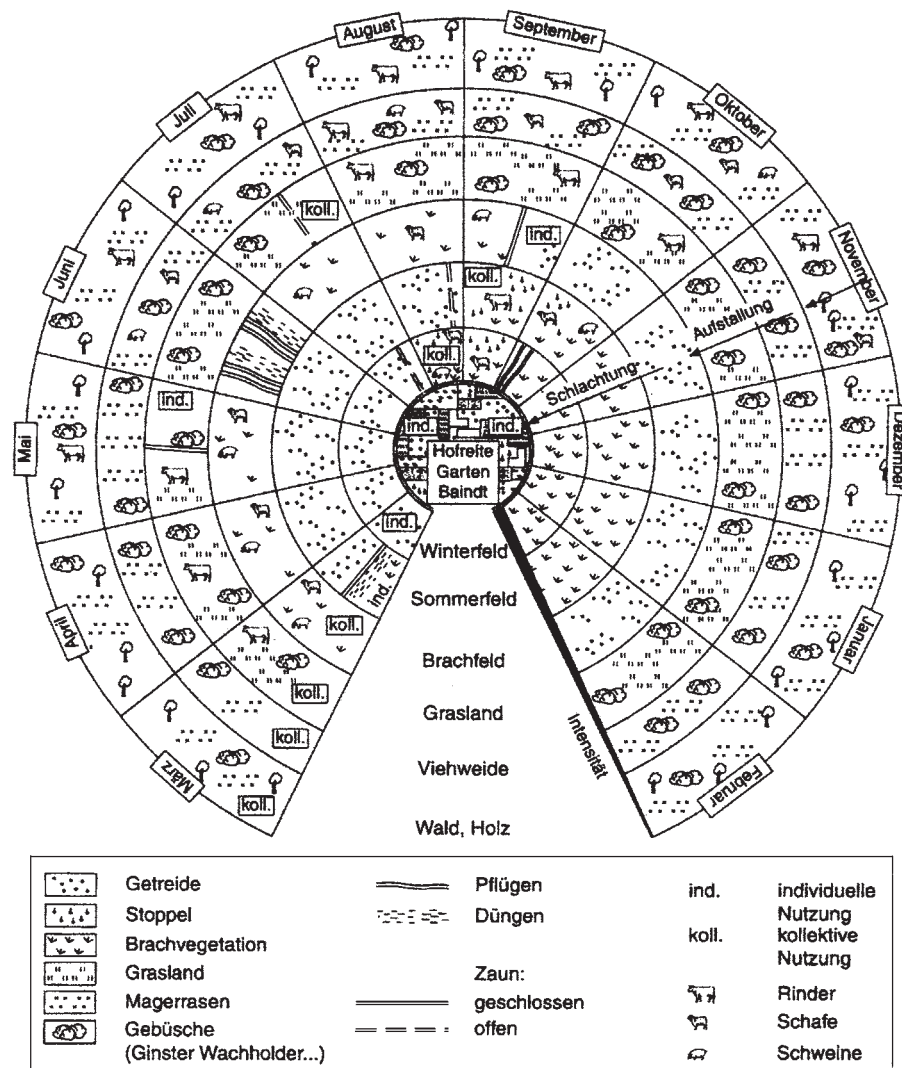 August
September
Juli
Oktober
Juni
November
Mai
Dezember
April
Januar
März
Februar
koll.
ind.
koll.
ind.
koll.
ind.
ind.
ind.
ind.
koll.
koll.
koll.
koll.
Aufstallung
Schlachtung
Hofreite
Garten
Baindt
Winterfeld
Sommerfeld
Brachfeld
Grasland
Viehweide
Wald, Holz
Intensität
Getreide
Stoppel
Brachvegetation
Grasland
Magerrasen
Gebüsche
(Ginster Wachholder...)
Pflügen
Düngen
Zaun:
geschlossen
offen
ind. individuelle
Nutzung
koll. kollektive
Nutzung
Rinder
Schafe
Schweine